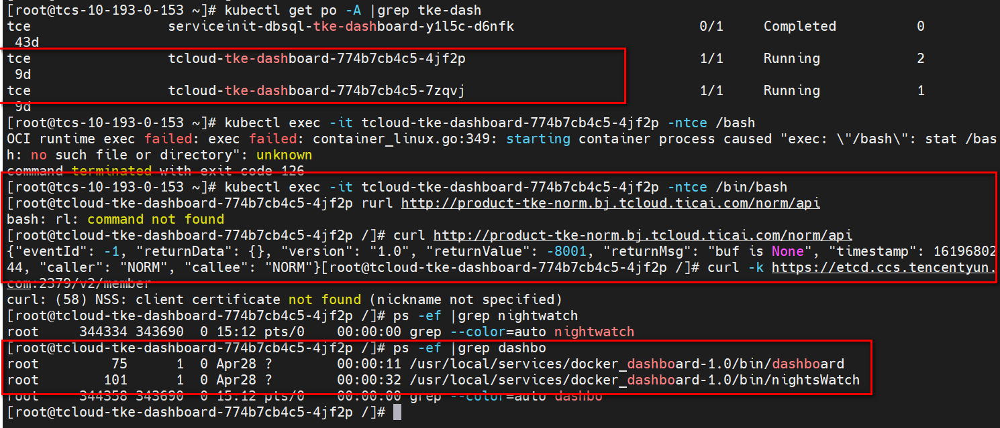 [root@tcs-10-193-0-153 ~]# kubectl get po -A |grep tke-dash
tce                 serviceinit-dbsql-tke-dashboard-y1l5c-d6nfk                       0/1     Completed          0
 43d
tce                 tcloud-tke-dashboard-774b7cb4c5-4jf2p                             1/1     Running            2
 9d
tce                 tcloud-tke-dashboard-774b7cb4c5-7zqvj                             1/1     Running            1
 9d
[root@tcs-10-193-0-153 ~]# kubectl exec -it tcloud-tke-dashboard-774b7cb4c5-4jf2p -ntce /bash
OCI runtime exec failed: exec failed: container_linux.go:349: starting container process caused "exec: \"/bash\": stat /bas
h: no such file or directory": unknown
command terminated with exit code 126
[root@tcs-10-193-0-153 ~]# kubectl exec -it tcloud-tke-dashboard-774b7cb4c5-4jf2p -ntce /bin/bash
[root@tcloud-tke-dashboard-774b7cb4c5-4jf2p rurl http://product-tke-norm.bj.tcloud.ticai.com/norm/api
bash: rl: command not found
[root@tcloud-tke-dashboard-774b7cb4c5-4jf2p /]# curl http://product-tke-norm.bj.tcloud.ticai.com/norm/api
{"eventId": -1, "returnData": {}, "version": "1.0", "returnValue": -8001, "returnMsg": "buf is None", "timestamp": 16196802
44, "caller": "NORM", "callee": "NORM"}[root@tcloud-tke-dashboard-774b7cb4c5-4jf2p /]# curl -k https://etcd.ccs.tencentyun.
com:2379/v2/member
curl: (58) NSS: client certificate not found (nickname not specified)
[root@tcloud-tke-dashboard-774b7cb4c5-4jf2p /]# ps -ef |grep nightwatch
root     344334 343690  0 15:12 pts/0    00:00:00 grep --color=auto nightwatch
[root@tcloud-tke-dashboard-774b7cb4c5-4jf2p /]# ps -ef |grep dashbo
root         75      1  0 Apr28 ?        00:00:11 /usr/local/services/docker_dashboard-1.0/bin/dashboard
root        101      1  0 Apr28 ?        00:00:32 /usr/local/services/docker_dashboard-1.0/bin/nightsWatch
root     344358 343690  0 15:12 pts/0    00:00:00 grep --color=auto dashbo
[root@tcloud-tke-dashboard-774b7cb4c5-4jf2p /]#